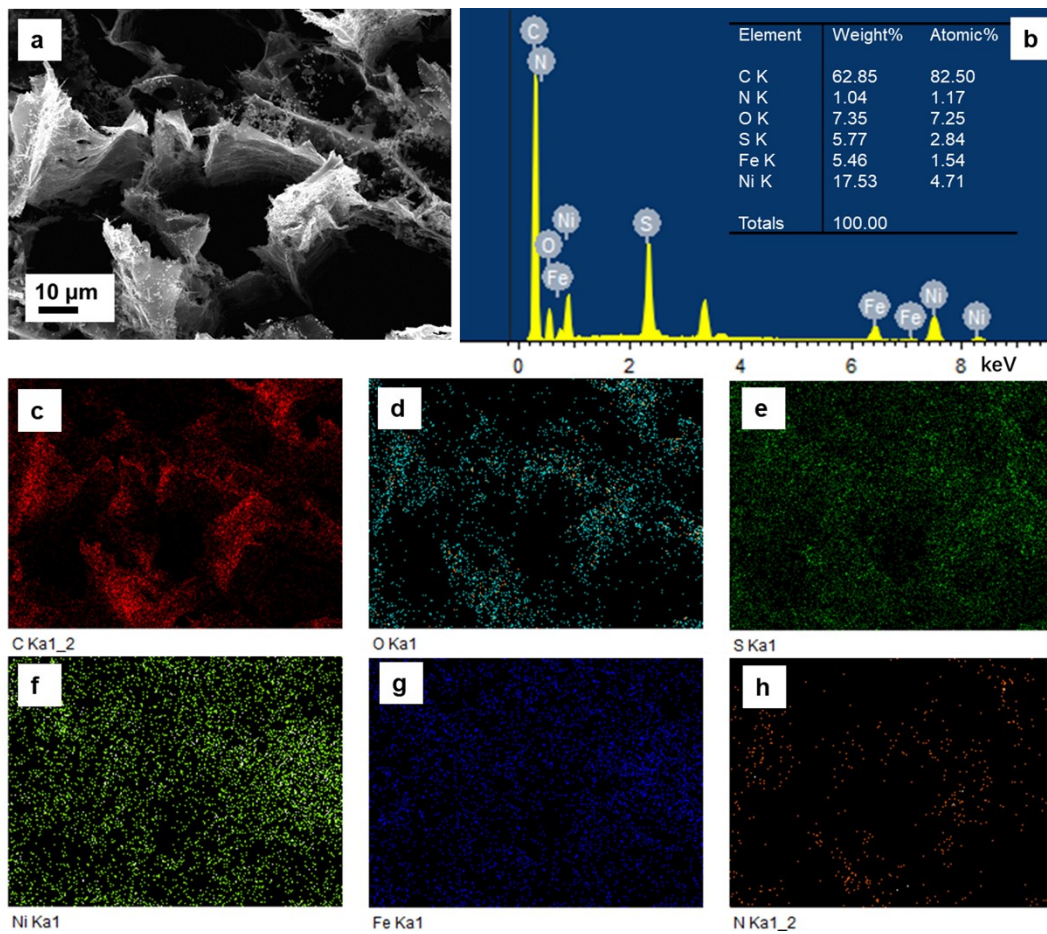 a
10 μm
b
Element Weight% Atomic%
C K 62.85 82.50
N K 1.04 1.17
O K 7.35 7.25
S K 5.77 2.84
Fe K 5.46 1.54
Ni K 17.53 4.71
Totals 100.00
C
N
O
Fe
Ni
S
Fe
Fe
Ni
Ni
0 2 4 6 8 keV
c
C Ka1_2
d
O Ka1
e
S Ka1
f
Ni Ka1
g
Fe Ka1
h
N Ka1_2